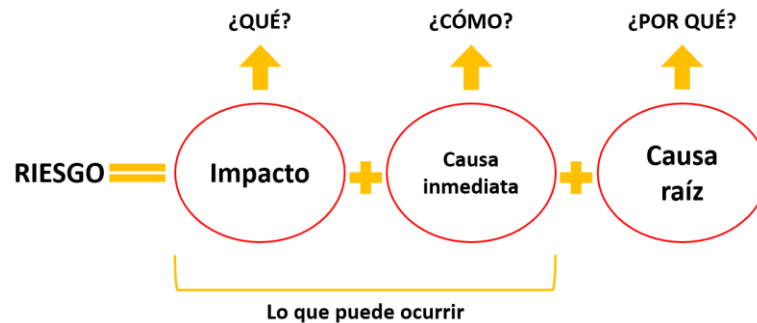 ¿QUÉ?
¿CÓMO?
¿POR QUÉ?
RIESGO
Impacto
Causa
inmediata
Causa
raíz
Lo que puede ocurrir